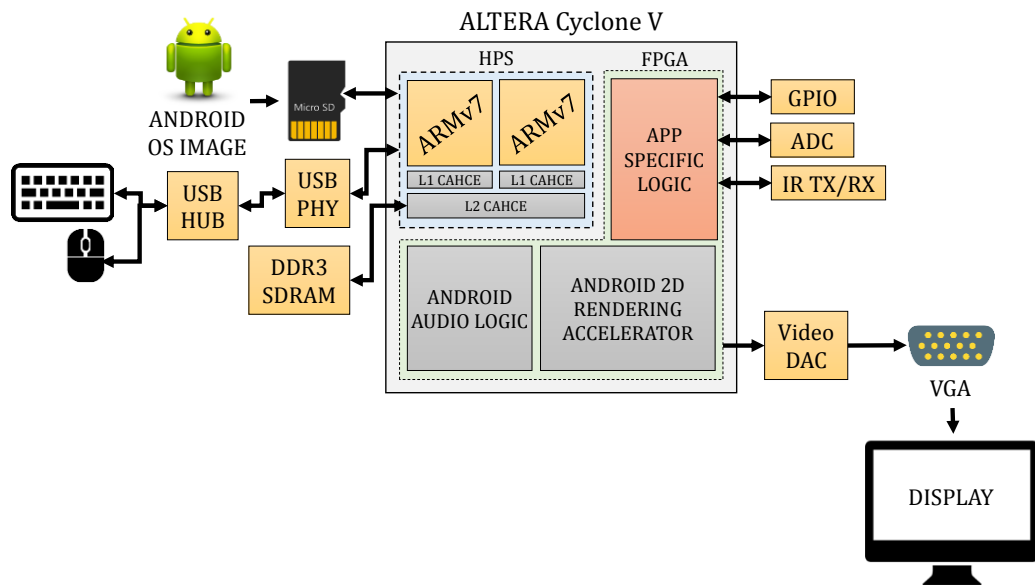 ALTERA Cyclone V
HPS
FPGA
Micro SD
ANDROID
OS IMAGE
ARMv7
ARMv7
L1 CAHCE
L1 CAHCE
L2 CAHCE
APP
SPECIFIC
LOGIC
GPIO
ADC
IR TX/RX
USB
HUB
USB
PHY
DDR3
SDRAM
ANDROID
AUDIO LOGIC
ANDROID 2D
RENDERING
ACCELERATOR
Video
DAC
VGA
DISPLAY